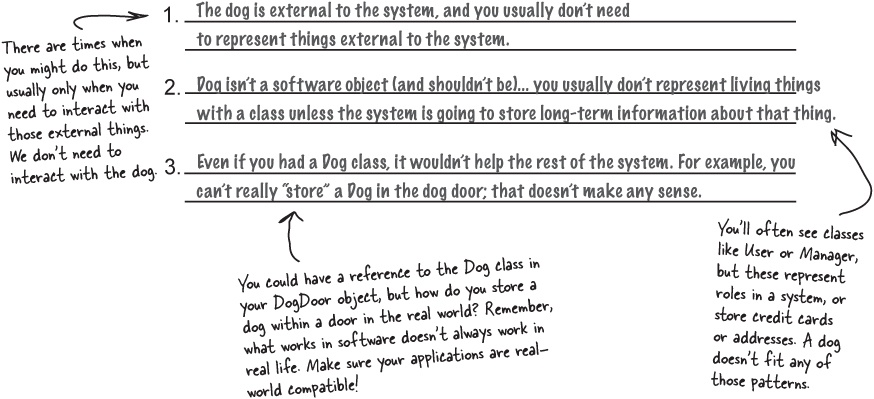 1. The dog is external to the system, and you usually don't need
to represent things external to the system.
There are times when
you might do this, but
usually only when you
need to interact with
those external things.
We don't need to
interact with the dog.
2. Dog isn't a software object (and shouldn't be)... you usually don't represent living things
with a class unless the system is going to store long-term information about that thing.
3. Even if you had a Dog class, it wouldn't help the rest of the system. For example, you
can't really "store" a Dog in the dog door; that doesn't make any sense.
You could have a reference to the Dog class in
your DogDoor object, but how do you store a
dog within a door in the real world? Remember,
what works in software doesn't always work in
real life. Make sure your applications are real-
world compatible!
You'll often see classes
like User or Manager,
but these represent
roles in a system, or
store credit cards
or addresses. A dog
doesn't fit any of
those patterns.